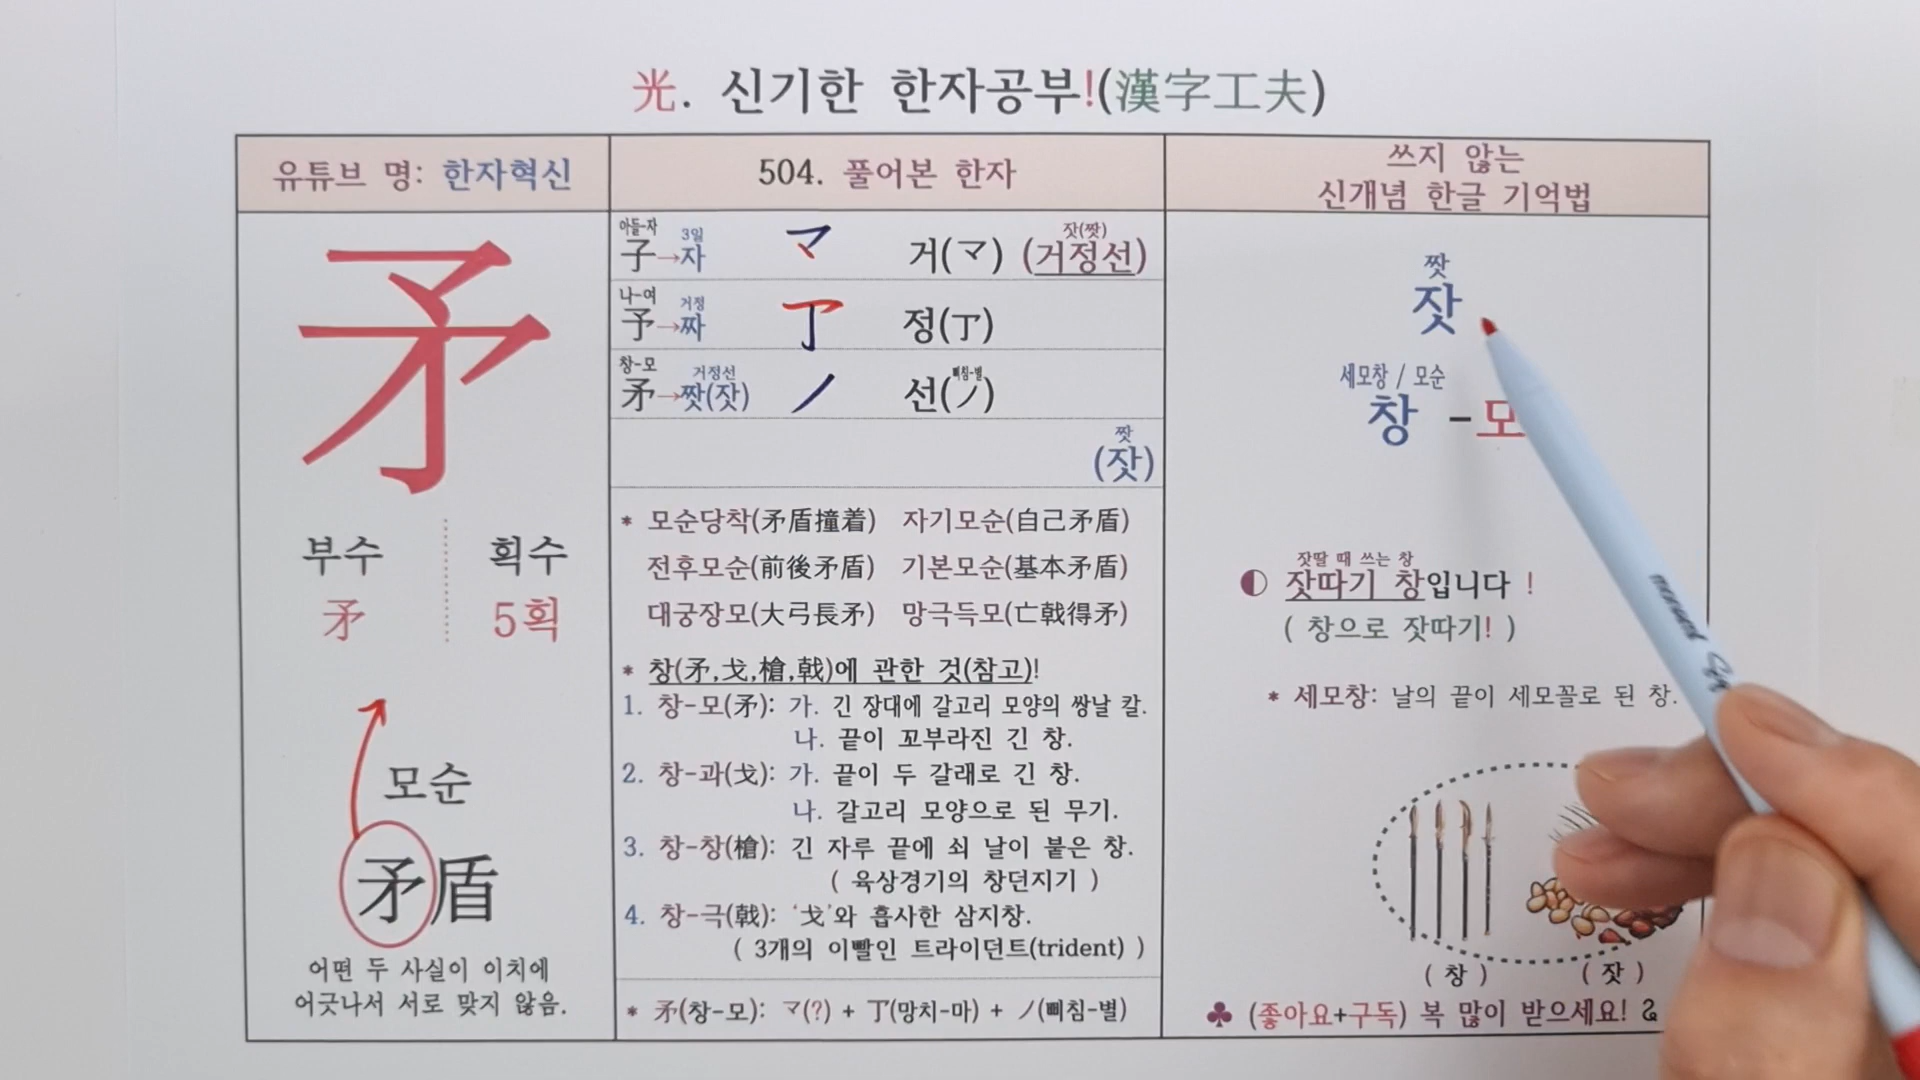 光. 신기한 한자공부!(漢字工夫)
유튜브 명: 한자혁신
504. 풀어본 한자
쓰지 않는
신개념 한글 기억법
矛
부수
획수
矛
5획
모순
矛盾
어떤 두 사실이 이치에
어긋나서 서로 맞지 않음.
아들-자 3일
子→자 マ 거(マ) (거정선)
잣(짲)
나-여 거정
予→짜 丁 정(丁)
창-모 거정선
矛→짲(잣) ノ 선(ノ)
삐침-별
짲
(잣)
* 모순당착(矛盾撞着) 자기모순(自己矛盾)
전후모순(前後矛盾) 기본모순(基本矛盾)
대궁장모(大弓長矛) 망극득모(亡戟得矛)
* 창(矛,戈,槍,戟)에 관한 것(참고)!
1. 창-모(矛): 가. 긴 장대에 갈고리 모양의 쌍날 칼.
나. 끝이 꼬부라진 긴 창.
2. 창-과(戈): 가. 끝이 두 갈래로 긴 창.
나. 갈고리 모양으로 된 무기.
3. 창-창(槍): 긴 자루 끝에 쇠 날이 붙은 창.
( 육상경기의 창던지기 )
4. 창-극(戟): '戈'와 흡사한 삼지창.
( 3개의 이빨인 트라이던트(trident) )
* 矛(창-모): マ(?) + 丁(망치-마) + ノ(삐침-별)
짲
잣
세모창 / 모순
창 -모
잣딸 때 쓰는 창
잣따기 창입니다 !
( 창으로 잣따기! )
* 세모창: 날의 끝이 세모꼴로 된 창.
( 창 ) ( 잣 )
♣ (좋아요+구독) 복 많이 받으세요!